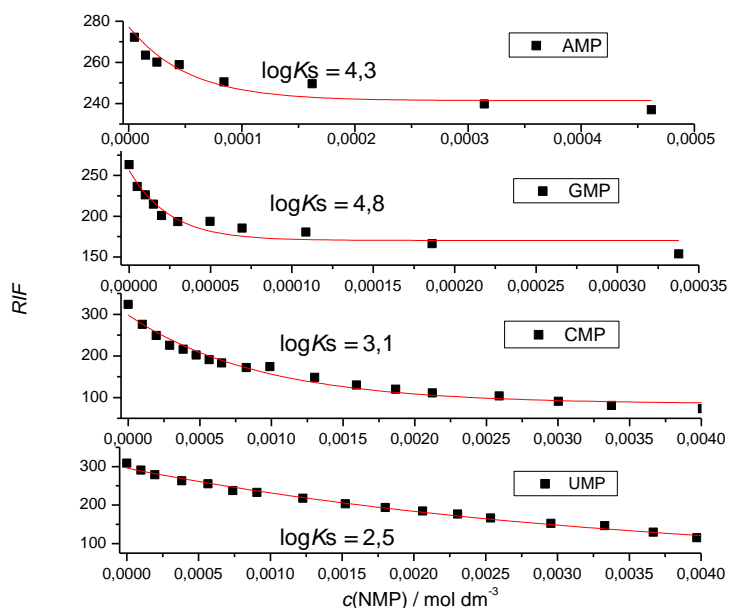 280
AMP
logKs = 4,3
260
240
0,0000 0,0001 0,0002 0,0003 0,0004 0,0005
250
GMP
200
logKs = 4,8
150
0,00000 0,00005 0,00010 0,00015 0,00020 0,00025 0,00030 0,00035
RIF
300
CMP
logKs = 3,1
200
100
0,0000 0,0005 0,0010 0,0015 0,0020 0,0025 0,0030 0,0035 0,0040
300
UMP
200
logKs = 2,5
100
0,0000 0,0005 0,0010 0,0015 0,0020 0,0025 0,0030 0,0035 0,0040
c(NMP) / mol dm-3